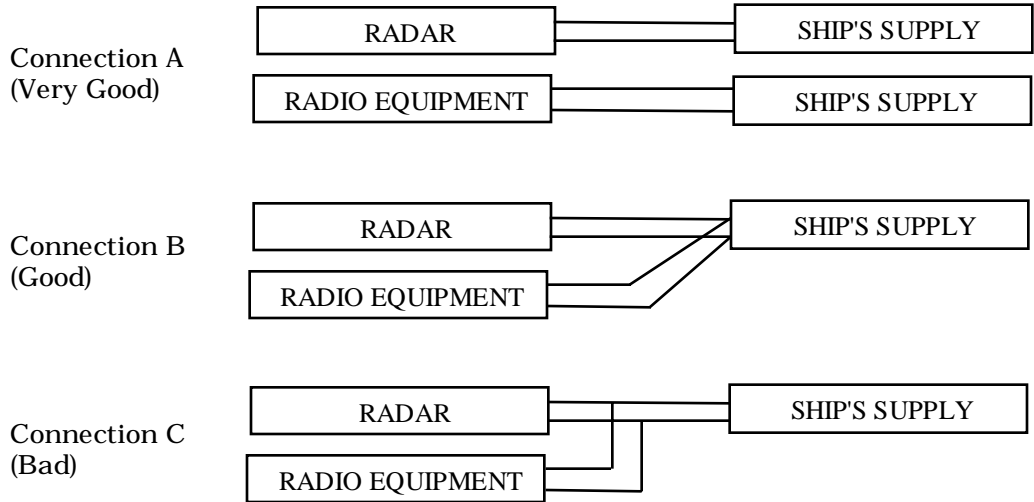 RADAR
SHIP'S SUPPLY
Connection A
(Very Good)
RADIO EQUIPMENT
SHIP'S SUPPLY
RADAR
SHIP'S SUPPLY
Connection B
(Good)
RADIO EQUIPMENT
RADAR
SHIP'S SUPPLY
Connection C
(Bad)
RADIO EQUIPMENT